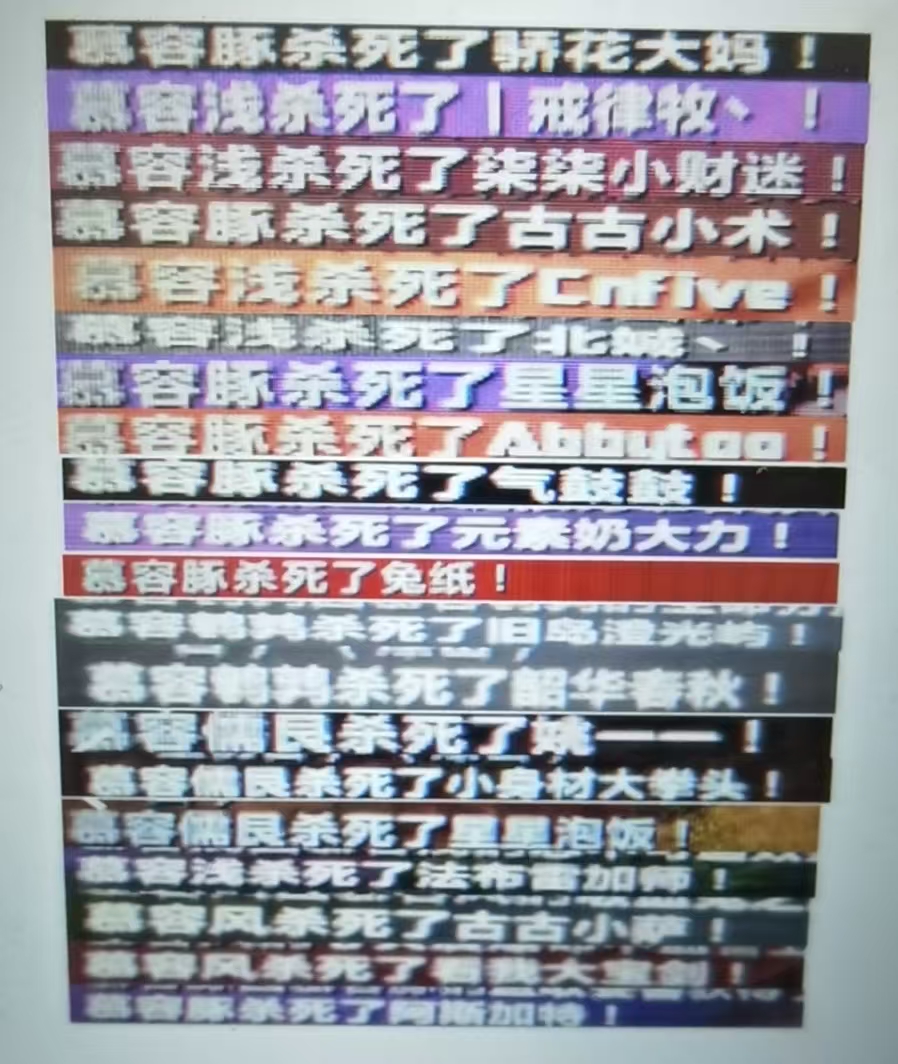 慕容豚杀死了骄花大妈！
慕容浅杀死了丨戒律牧丶！
慕容浅杀死了柒柒小财迷！
慕容豚杀死了古古小术！
慕容浅杀死了Cnfive！
慕容浅杀死了北城丶！
慕容豚杀死了星星泡饭！
慕容豚杀死了Abbytaa！
慕容豚杀死了气鼓鼓！
慕容豚杀死了元素奶大力！
慕容豚杀死了兔纸！
慕容鹌鹑杀死了旧岛澄光屿！
慕容鹌鹑杀死了韶华春秋！
慕容儒艮杀死了姚一一！
慕容儒艮杀死了小身材大拳头！
慕容儒艮杀死了星星泡饭！
慕容浅杀死了法布雷加师！
慕容风杀死了古古小萨！
慕容风杀死了看我大宝剑！
慕容豚杀死了阿斯加特！